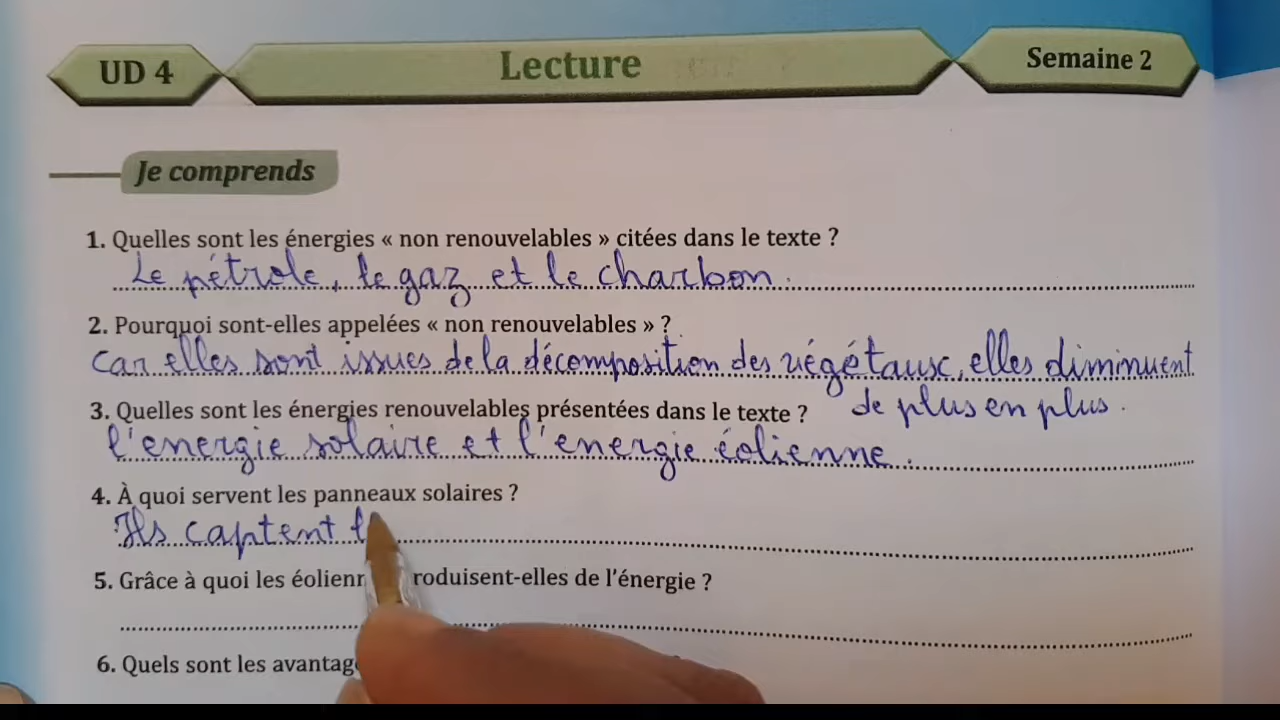 UD 4
Lecture
Semaine 2
Je comprends
1. Quelles sont les énergies « non renouvelables » citées dans le texte ?
Le pétrole, le gaz et le charbon.
2. Pourquoi sont-elles appelées « non renouvelables » ?
Car elles sont issues de la décomposition des végétaux, elles diminuent
de plus en plus.
3. Quelles sont les énergies renouvelables présentées dans le texte ?
l'energie solaire et l'energie éolienne.
4. À quoi servent les panneaux solaires ?
Ils captent
5. Grâce à quoi les produisent-elles de l'énergie ?
6. Quels sont les